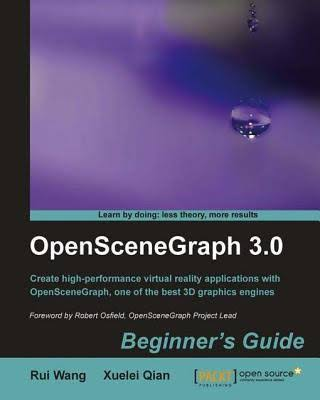 Learn by doing: less theory, more results
OpenSceneGraph 3.0
Create high-performance virtual reality applications with
OpenSceneGraph, one of the best 3D graphics engines
Foreword by Robert Osfield, OpenSceneGraph Project Lead
Beginner's Guide
Rui Wang Xuelei Qian
[PACKT] open source*
PUBLISHING community experience distilled